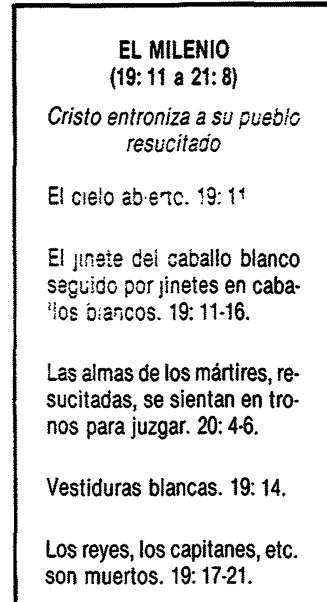 EL MILENIO
(19: 11 a 21: 8)
Cristo entroniza a su pueblo
resucitado
El cielo abierto. 19: 11
El jinete del caballo blanco
seguido por jinetes en caba-
llos blancos. 19: 11-16.
Las almas de los mártires, re-
sucitadas, se sientan en tro-
nos para juzgar. 20: 4-6.
Vestiduras blancas. 19: 14.
Los reyes, los capitanes, etc.
son muertos. 19: 17-21.